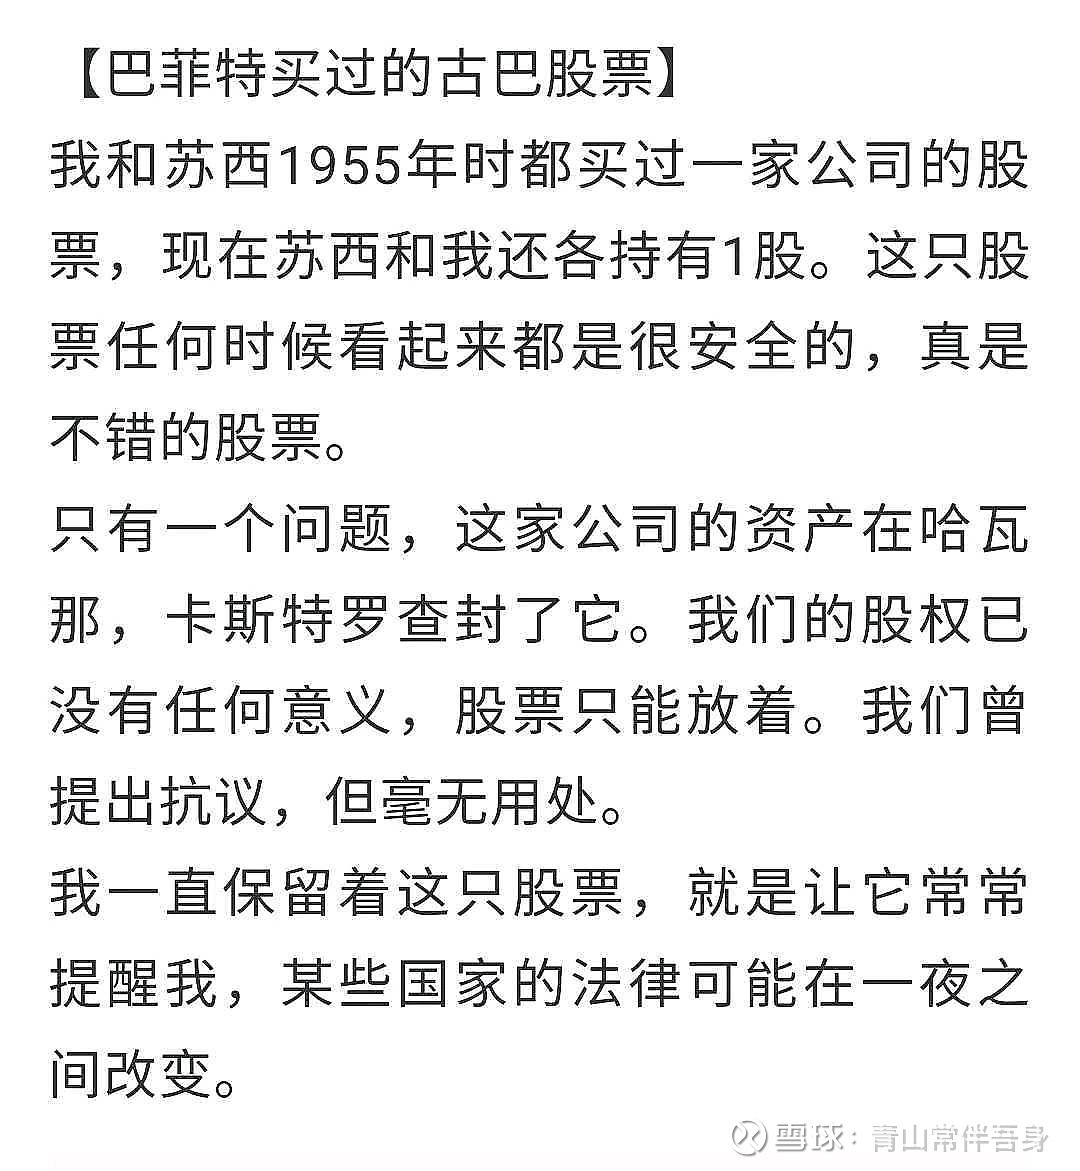 【巴菲特买过的古巴股票】
我和苏西1955年时都买过一家公司的股
票，现在苏西和我还各持有1股。这只股
票任何时候看起来都是很安全的，真是
不错的股票。
只有一个问题，这家公司的资产在哈瓦
那，卡斯特罗查封了它。我们的股权已
没有任何意义，股票只能放着。我们曾
提出抗议，但毫无用处。
我一直保留着这只股票，就是让它常常
提醒我，某些国家的法律可能在一夜之
间改变。
雪球：青山常伴吾身